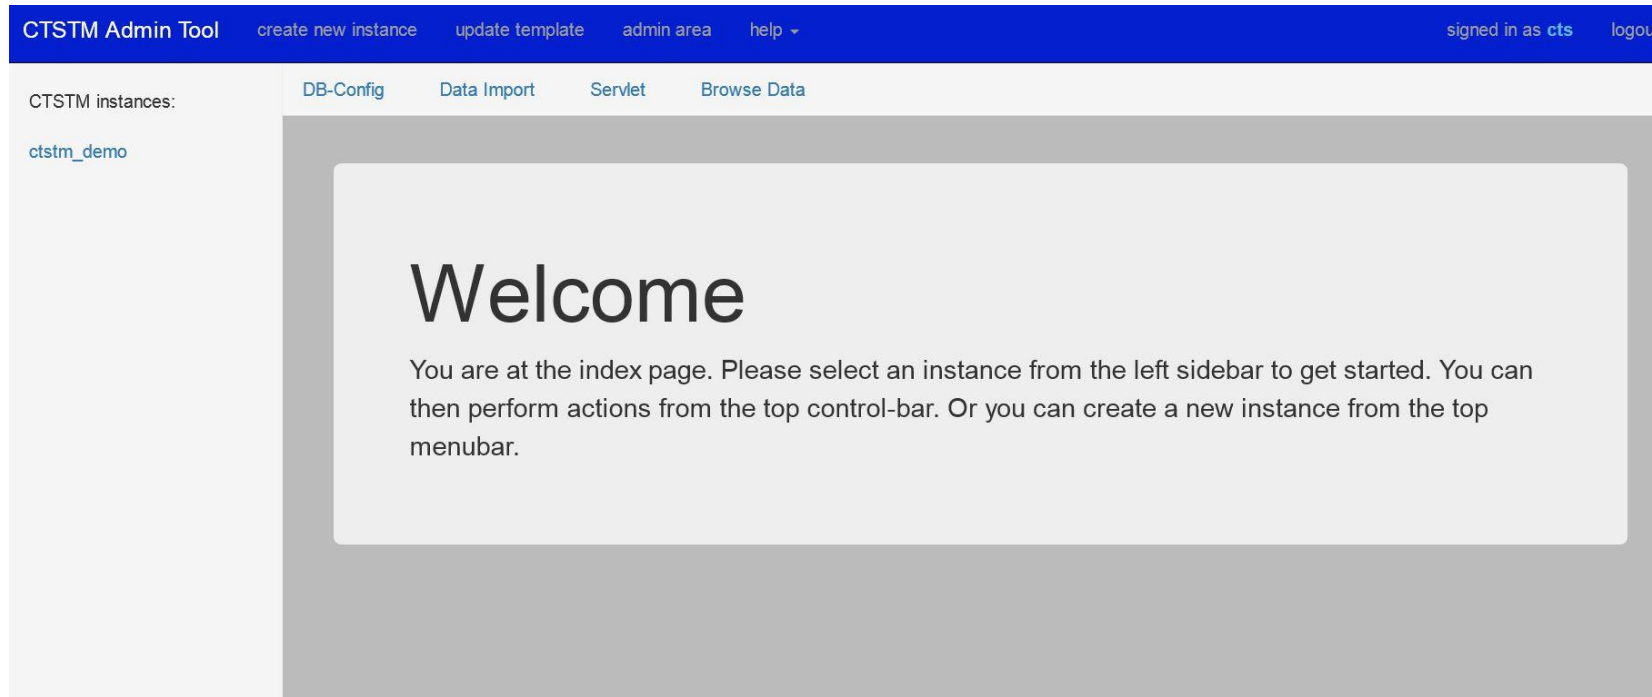 CTSTM Admin Tool create new instance update template admin area help signed in as cts logou
CTSTM instances:
ctstm_demo
DB-Config Data Import Servlet Browse Data
Welcome
You are at the index page. Please select an instance from the left sidebar to get started. You can
then perform actions from the top control-bar. Or you can create a new instance from the top
menubar.